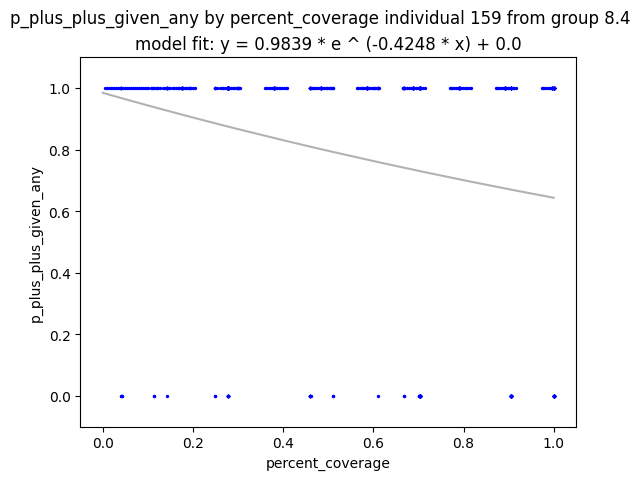 p_plus_plus_given_any by percent_coverage individual 159 from group 8.4
model fit: y = 0.9839 * e ^ (-0.4248 * x) + 0.0
1.0
0.8
0.6
0.4
0.2
0.0
p_plus_plus_given_any
0.0 0.2 0.4 0.6 0.8 1.0
percent_coverage